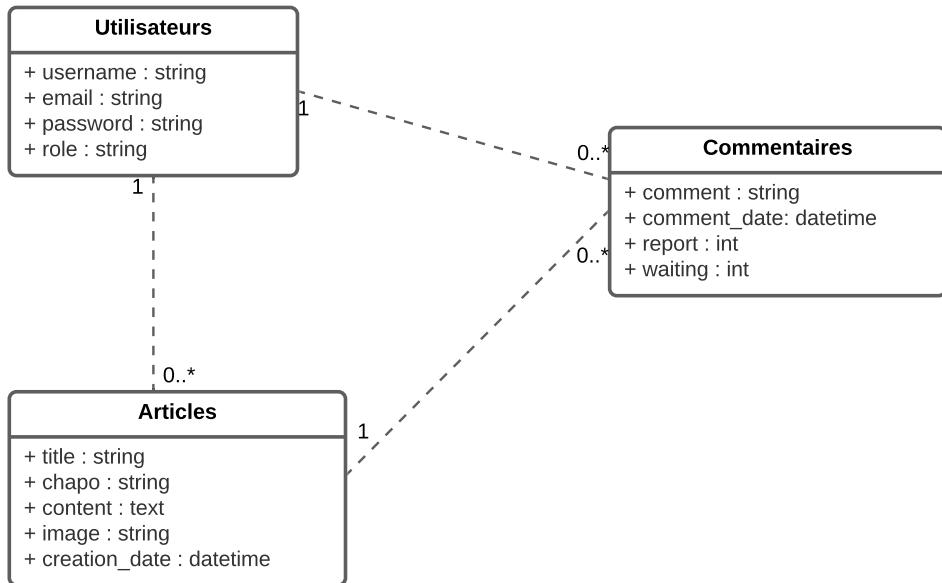 Utilisateurs
+ username : string
+ email : string
+ password : string
+ role : string
1
1
0..*
Commentaires
+ comment : string
+ comment_date: datetime
+ report : int
+ waiting : int
0..*
0..*
1
Articles
+ title : string
+ chapo : string
+ content : text
+ image : string
+ creation_date : datetime